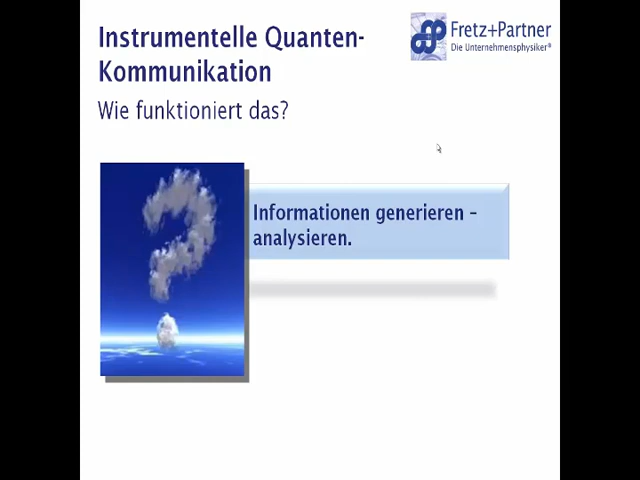 Instrumentelle Quanten-
Kommunikation
Wie funktioniert das?
Fretz+Partner
Die Unternehmensphysiker®
Informationen generieren –
analysieren.